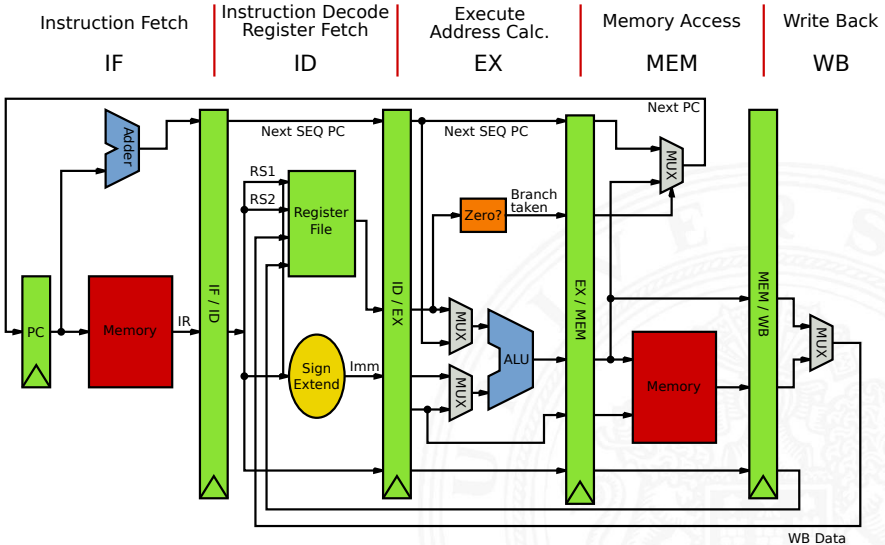 Instruction Fetch
IF
Instruction Decode
Register Fetch
ID
Execute
Address Calc.
EX
Memory Access
MEM
Write Back
WB
Next PC
Adder
Next SEQ PC
Next SEQ PC
MUX
RS1
RS2
Register
File
Branch
taken
Zero?
IF / ID
ID / EX
EX / MEM
MEM / WB
PC
Memory
IR
MUX
ALU
MUX
Sign
Extend
Imm
MUX
Memory
MUX
WB Data
U
I
V
E
R
S